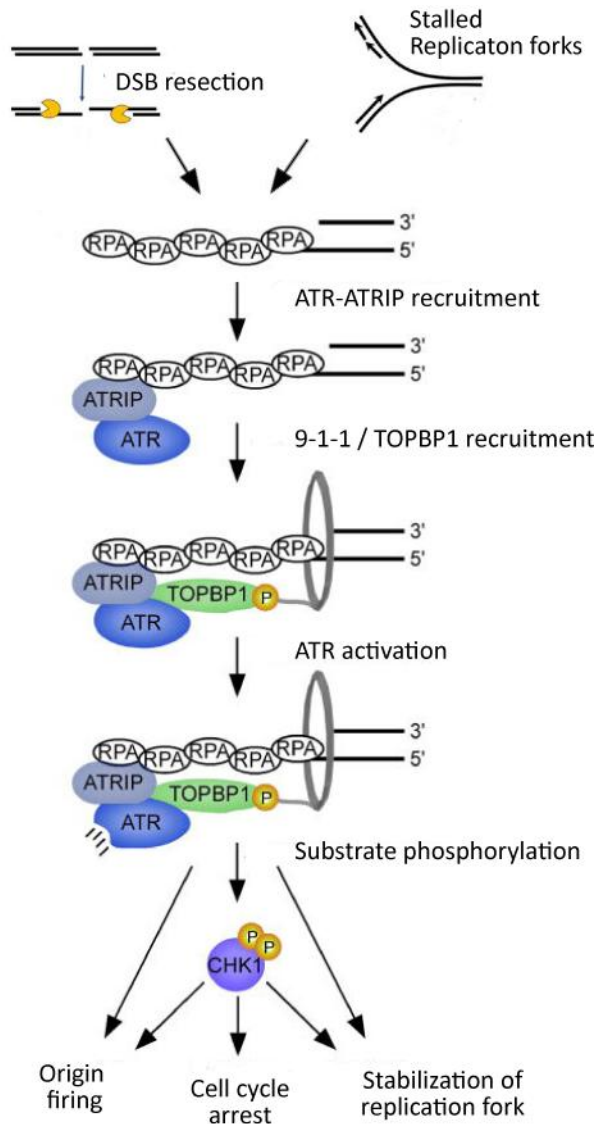 Stalled
Replicaton forks
DSB resection
RPA RPA RPA RPA RPA
3'
5'
ATR-ATRIP recruitment
RPA RPA RPA RPA RPA
3'
5'
ATRIP
ATR
9-1-1 / TOPBP1 recruitment
RPA RPA RPA RPA RPA
3'
5'
ATRIP
TOPBP1 P
ATR
ATR activation
RPA RPA RPA RPA RPA
3'
5'
ATRIP
TOPBP1 P
ATR
Substrate phosphorylation
P P
CHK1
Origin
firing
Cell cycle
arrest
Stabilization of
replication fork